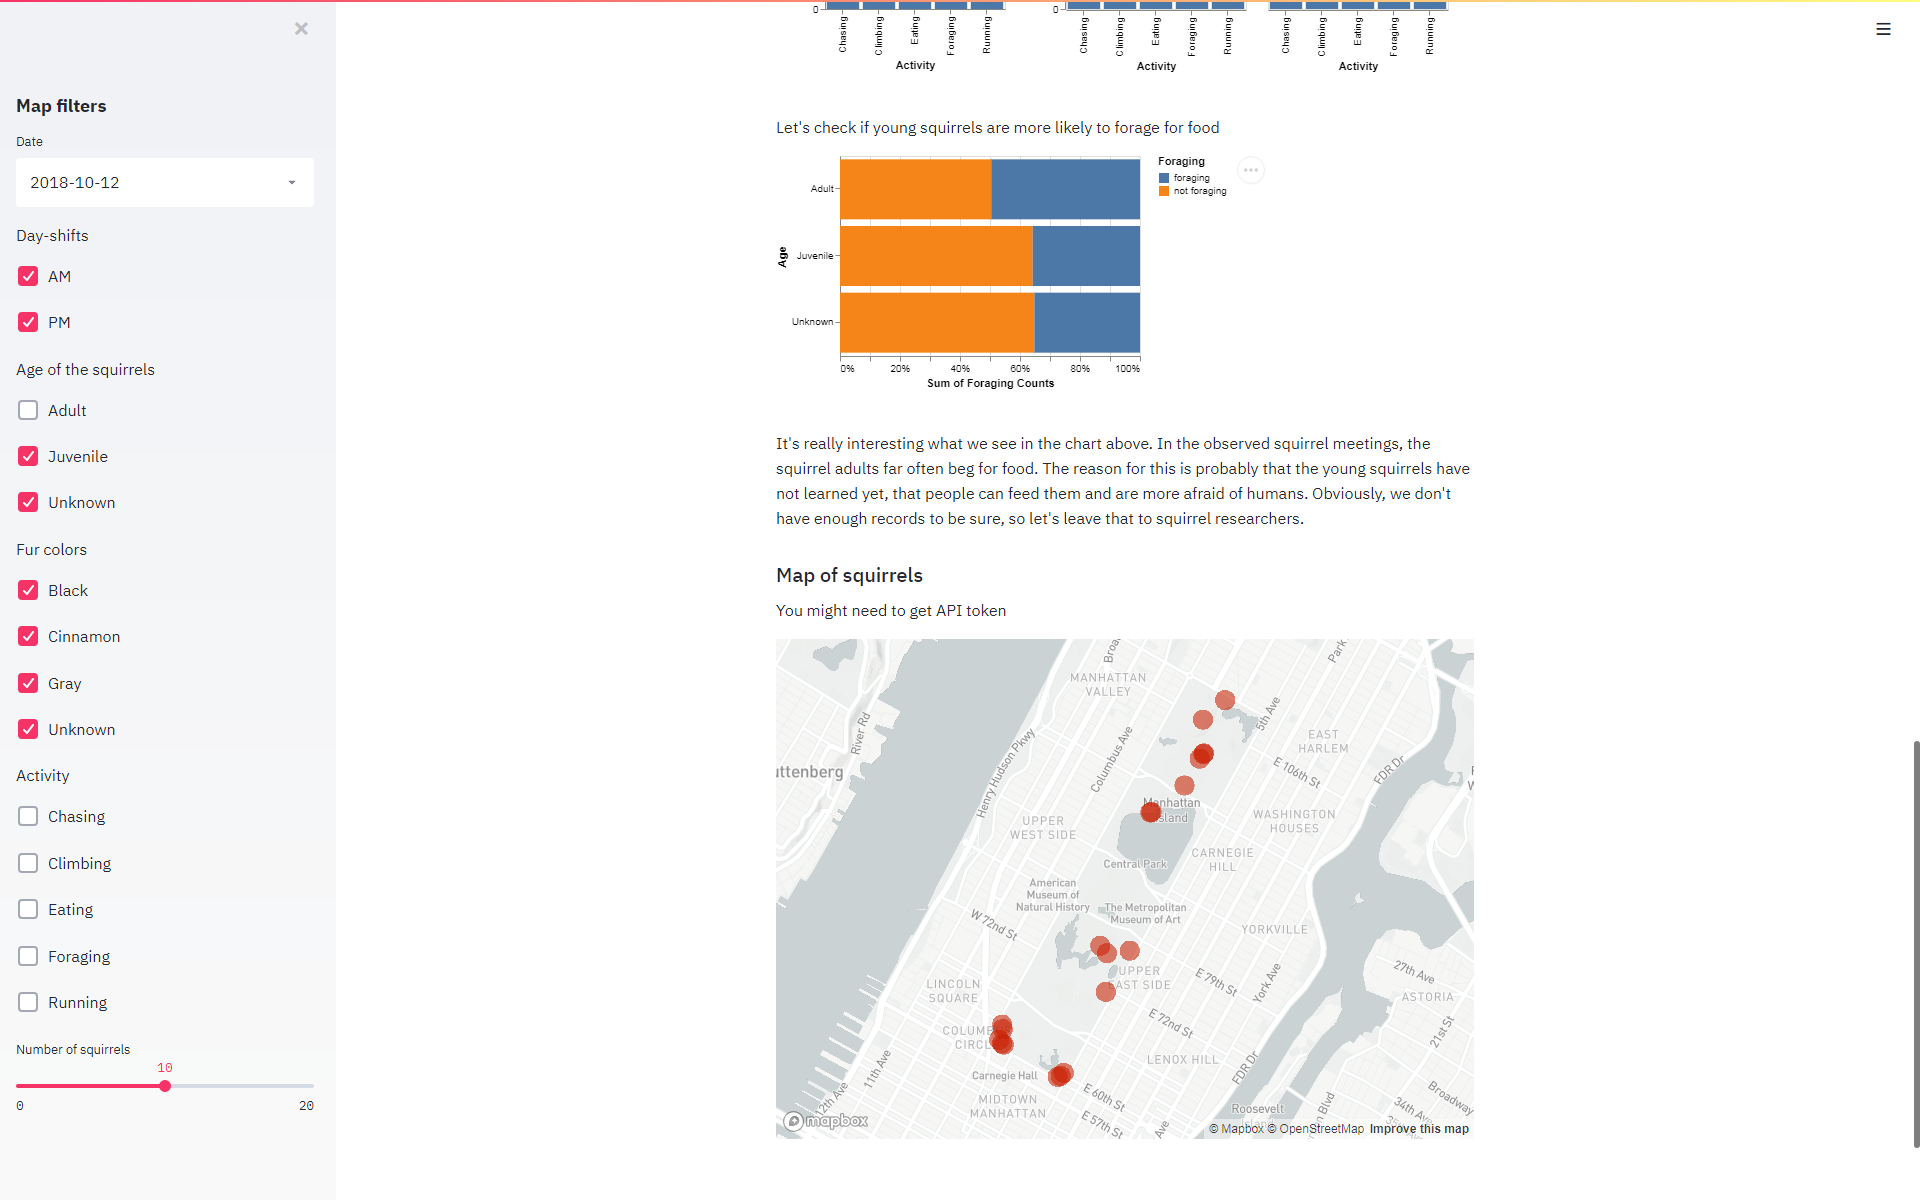 Map filters
Date
2018-10-12
Day-shifts
AM
PM
Age of the squirrels
Adult
Juvenile
Unknown
Fur colors
Black
Cinnamon
Gray
Unknown
Activity
Chasing
Climbing
Eating
Foraging
Running
Number of squirrels
10
0 20
0 0
Chasing Climbing Eating Foraging Running Chasing Climbing Eating Foraging Running Chasing Climbing Eating Foraging Running
Activity Activity Activity
Let's check if young squirrels are more likely to forage for food
Age
Adult
Juvenile
Unknown
0% 20% 40% 60% 80% 100%
Sum of Foraging Counts
Foraging
foraging
not foraging
It's really interesting what we see in the chart above. In the observed squirrel meetings, the
squirrel adults far often beg for food. The reason for this is probably that the young squirrels have
not learned yet, that people can feed them and are more afraid of humans. Obviously, we don't
have enough records to be sure, so let's leave that to squirrel researchers.
Map of squirrels
You might need to get API token
Broa
Park
MANHATTAN
VALLEY
River Rd
5th Ave
EAST
HARLEM
Henry Hudson Pkwy
Columbus Ave
uttenberg
E 106th St
FDR Dr
Manhattan
Island
UPPER
WEST SIDE
WASHINGTON
HOUSES
Central Park
CARNEGIE
HILL
American
Museum of
Natural History
The Metropolitan
Museum of Art
W 72nd St
YORKVILLE
UPPER
EAST SIDE
E 79th St
York Ave
27th Ave
LINCOLN
SQUARE
ASTORIA
E 72nd St
21st St
COLUMB
CIRCL
LENOX HILL
FDR Dr
11th Ave
Carnegie Hall
E 60th St
12th Ave
MIDTOWN
MANHATTAN
E 57th St
Ave
Roosevelt
Broadway
34th Ave
lvd
mapbox
© Mapbox © OpenStreetMap Improve this map